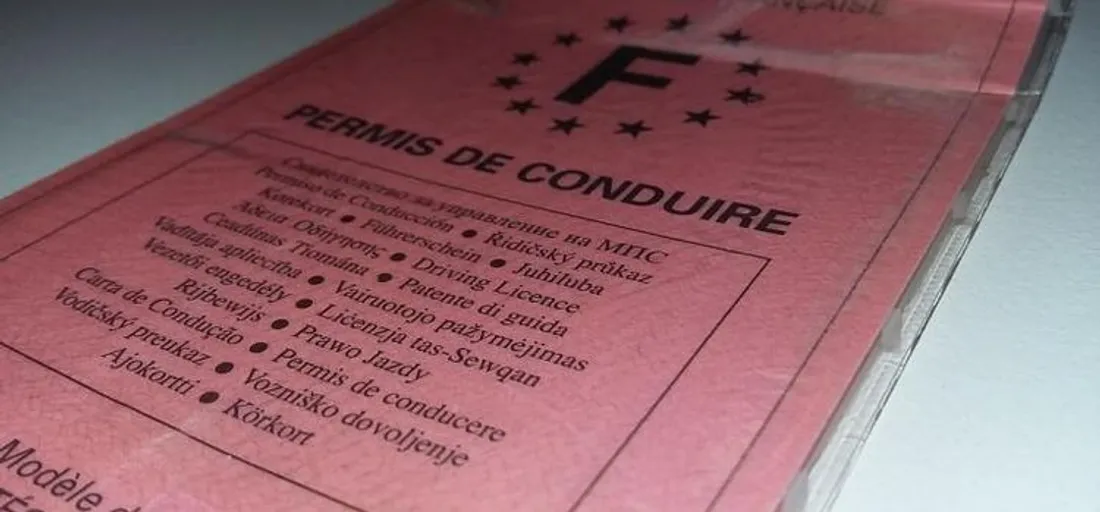 FRANÇAISE
F
PERMIS DE CONDUIRE
Свидетелство за управление на МПС
Permiso de Conducción • Řidičský průkaz
Kørekort • Führerschein • Juhiluba
Άδεια Οδήγησης • Driving Licence
Ceadúnas Tiomána • Patente di guida
Vadītāja apliecība • Vairuotojo pažymėjimas
Vezetői engedély • Liċenzja tas-Sewqan
Rijbewijs • Prawo Jazdy
Carta de Condução • Permis de conducere
Vodičský preukaz • Vozniško dovoljenje
Ajokortti • Körkort
Modèle